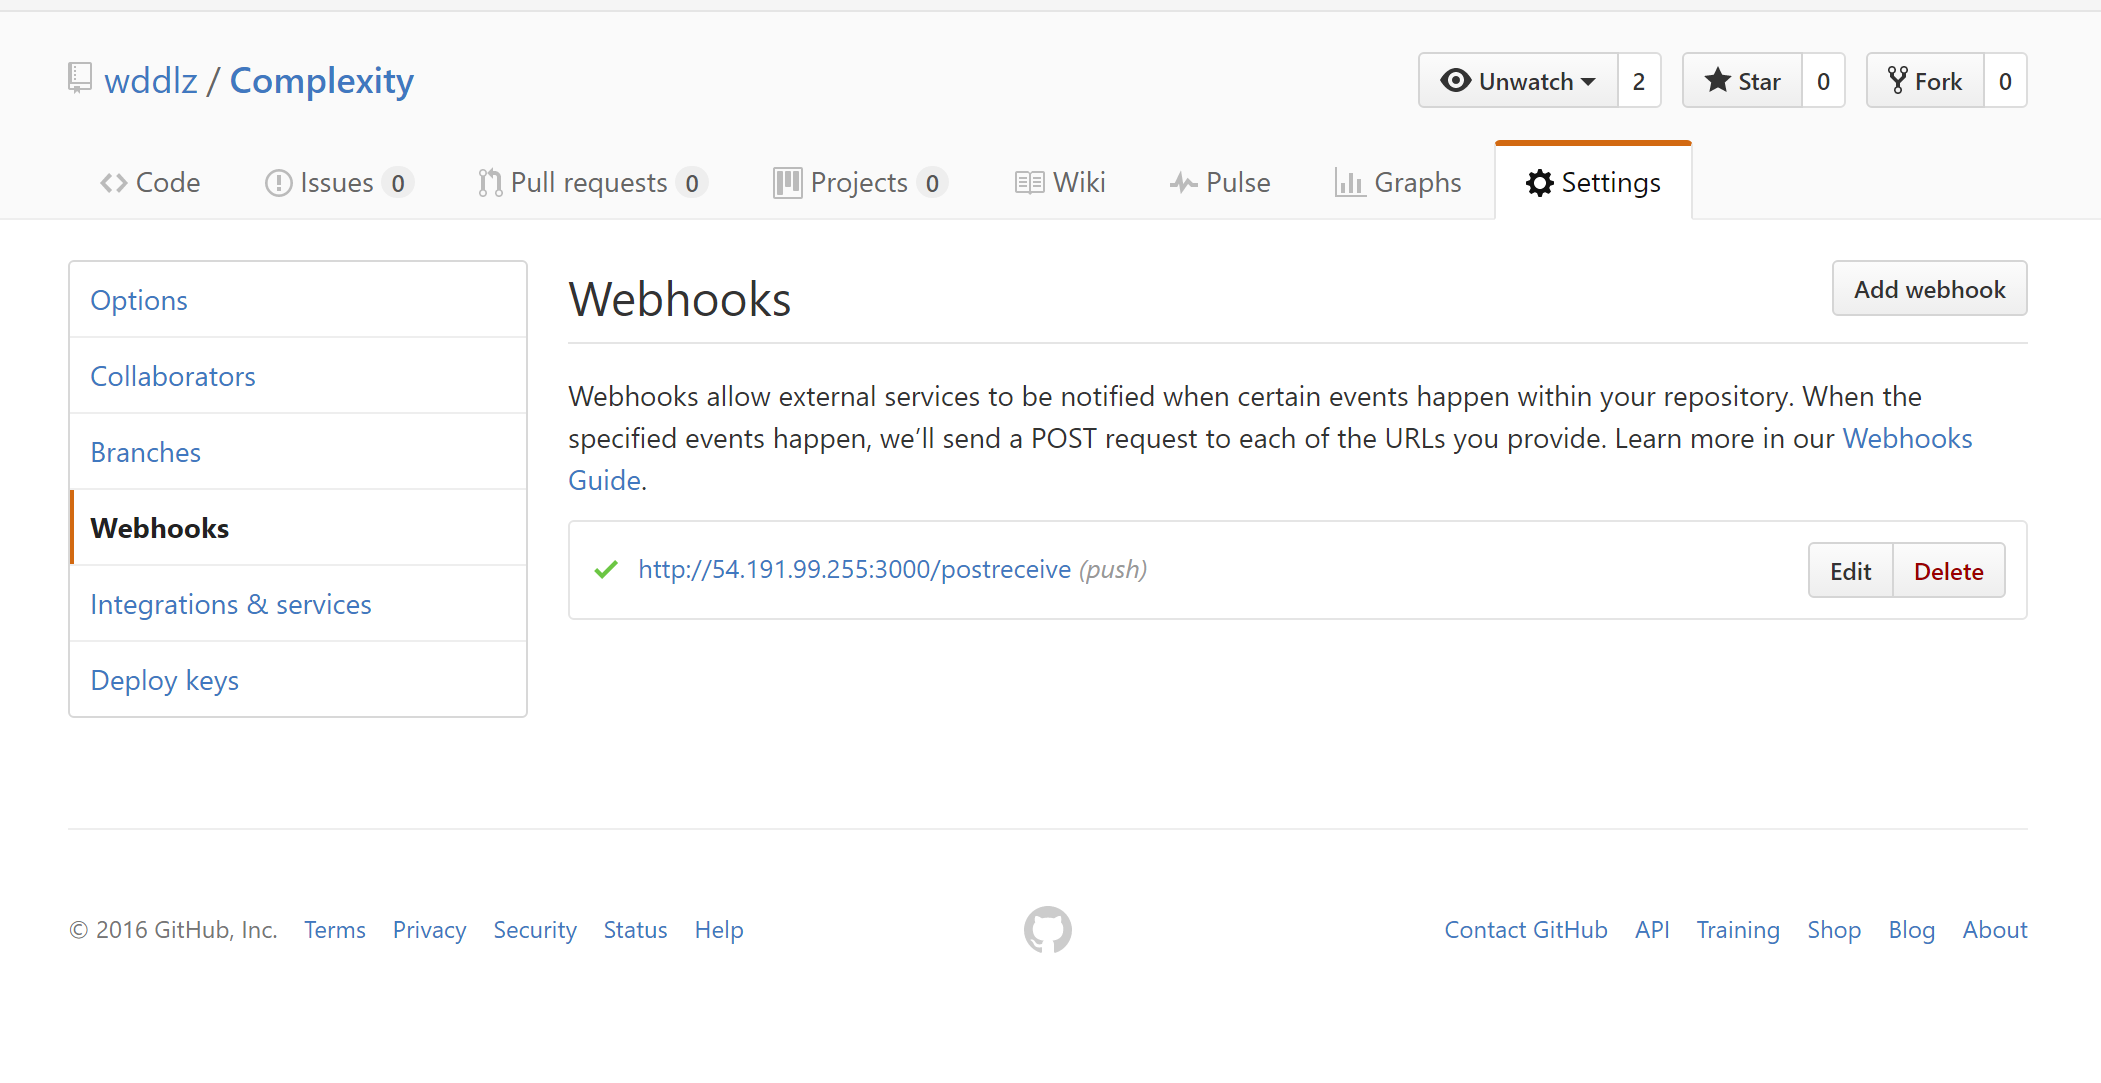 wddlz / Complexity
Unwatch 2 Star 0 Fork 0
Code Issues 0 Pull requests 0 Projects 0 Wiki Pulse Graphs Settings
Options
Collaborators
Branches
Webhooks
Integrations & services
Deploy keys
Webhooks
Add webhook
Webhooks allow external services to be notified when certain events happen within your repository. When the
specified events happen, we’ll send a POST request to each of the URLs you provide. Learn more in our Webhooks
Guide.
http://54.191.99.255:3000/postreceive (push)
Edit Delete
© 2016 GitHub, Inc. Terms Privacy Security Status Help
Contact GitHub API Training Shop Blog About